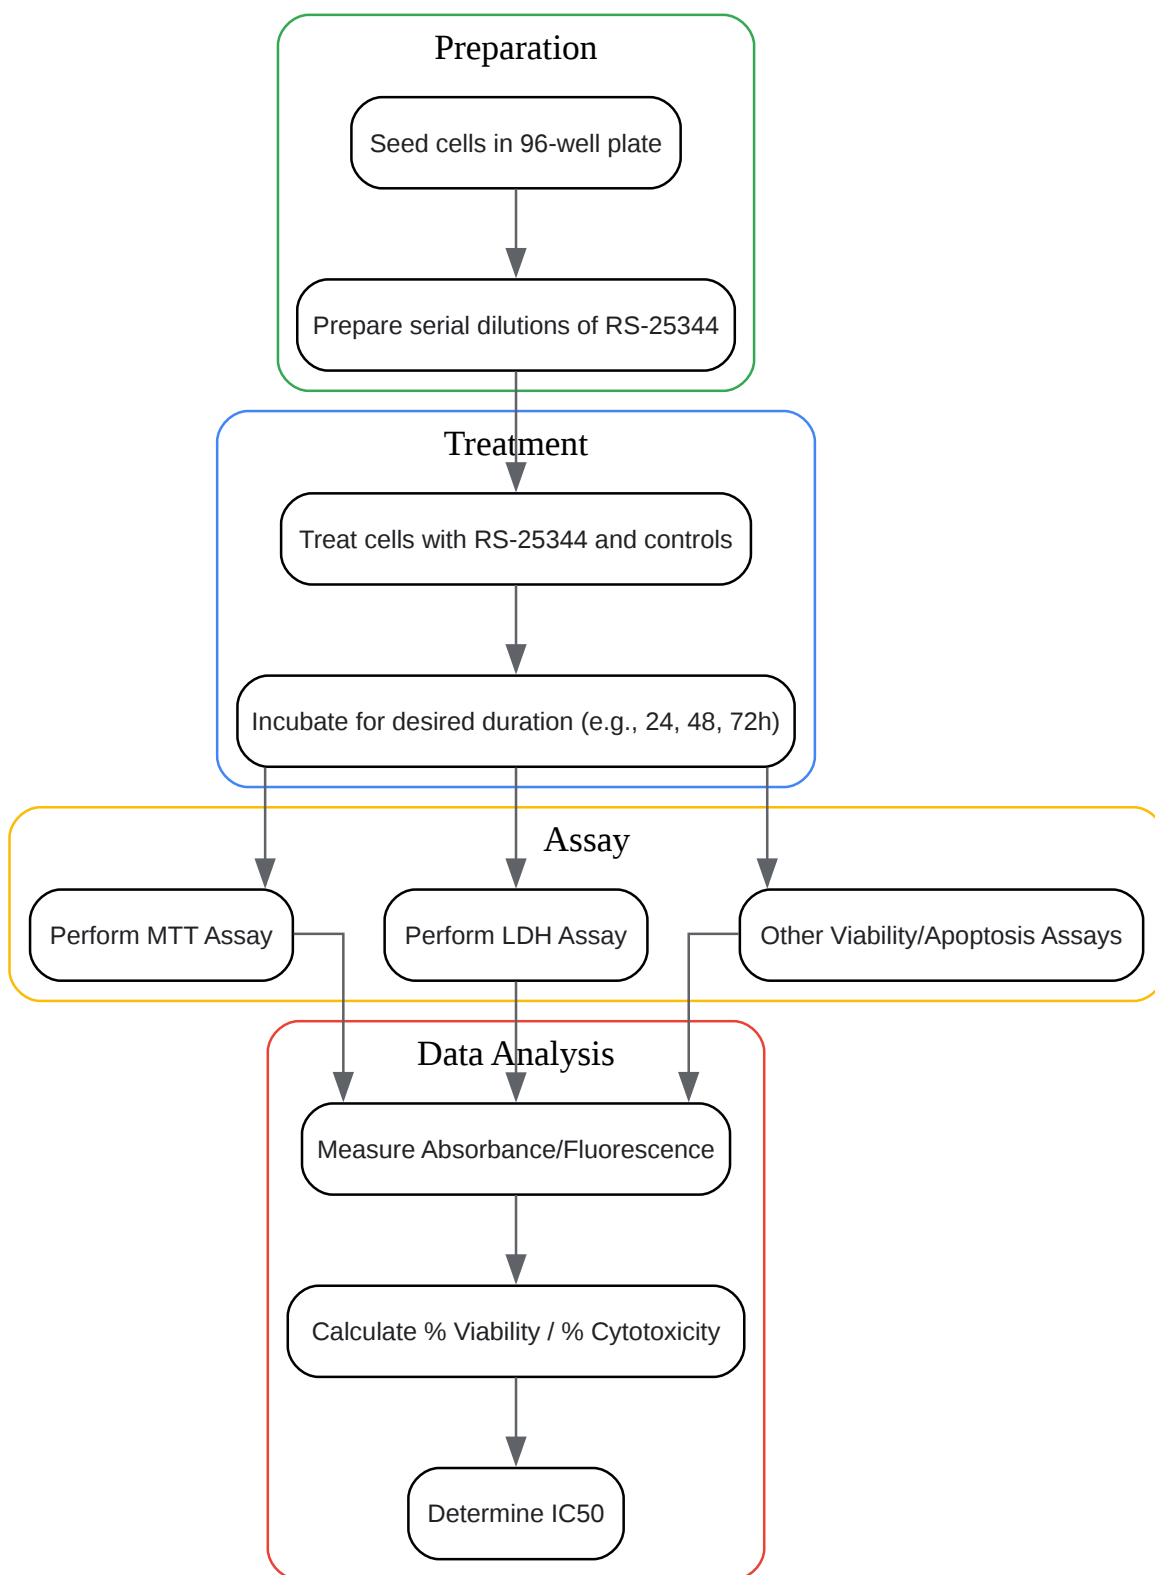 Preparation
Seed cells in 96-well plate
Prepare serial dilutions of RS-25344
Treatment
Treat cells with RS-25344 and controls
Incubate for desired duration (e.g., 24, 48, 72h)
Assay
Perform MTT Assay
Perform LDH Assay
Other Viability/Apoptosis Assays
Data Analysis
Measure Absorbance/Fluorescence
Calculate % Viability / % Cytotoxicity
Determine IC50